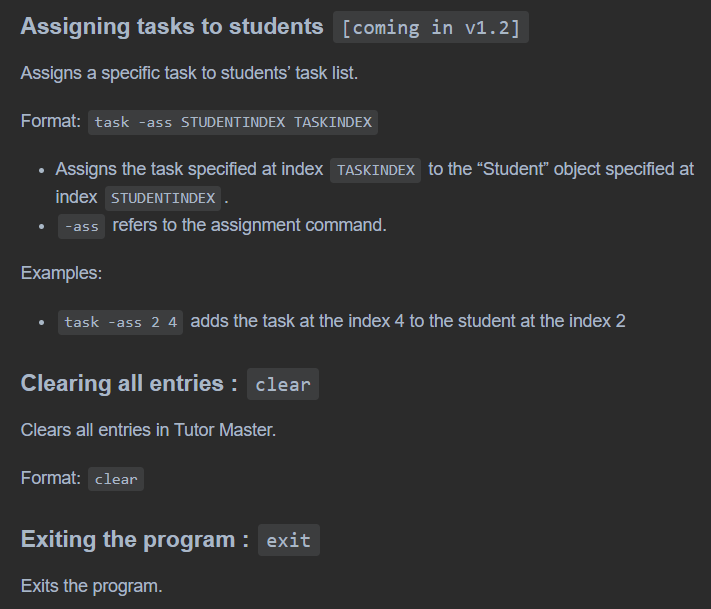 Assigning tasks to students [coming in v1.2]
Assigns a specific task to students’ task list.
Format: task -ass STUDENTINDEX TASKINDEX
• Assigns the task specified at index TASKINDEX to the “Student” object specified at
index STUDENTINDEX .
• -ass refers to the assignment command.
Examples:
• task -ass 2 4 adds the task at the index 4 to the student at the index 2
Clearing all entries : clear
Clears all entries in Tutor Master.
Format: clear
Exiting the program : exit
Exits the program.